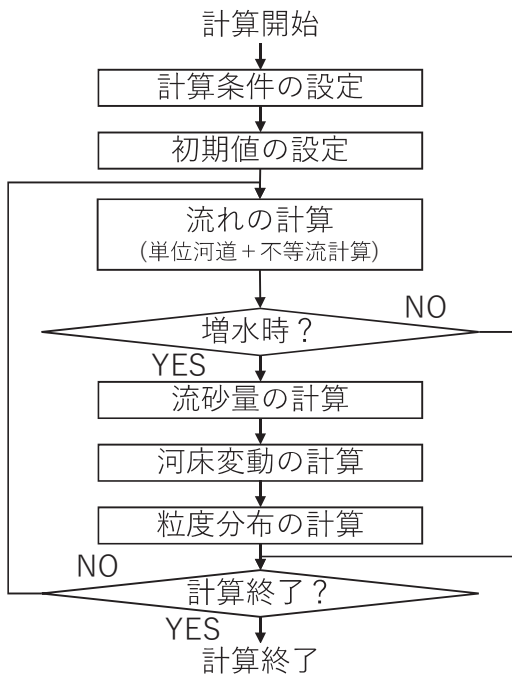 計算開始
計算条件の設定
初期値の設定
流れの計算
(単位河道+不等流計算)
増水時?
NO
YES
流砂量の計算
河床変動の計算
粒度分布の計算
NO
計算終了?
YES
計算終了